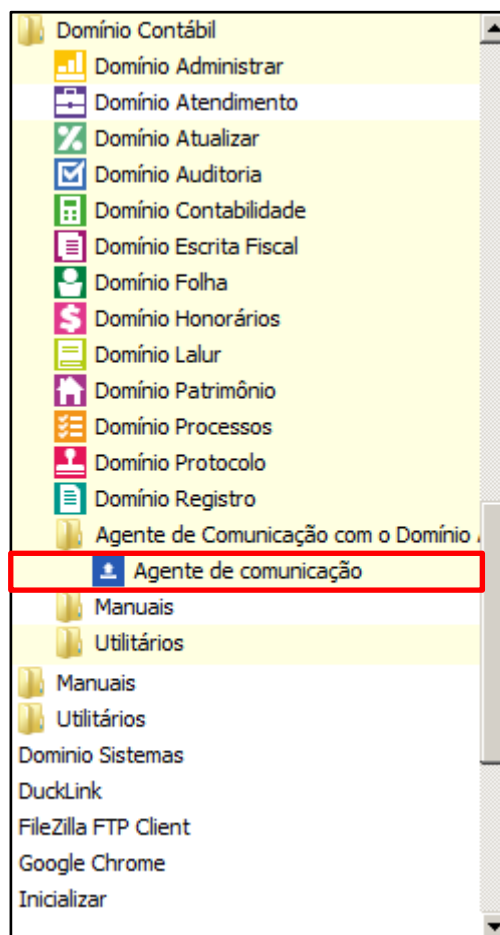 Domínio Contábil
Domínio Administrar
Domínio Atendimento
Domínio Atualizar
Domínio Auditoria
Domínio Contabilidade
Domínio Escrita Fiscal
Domínio Folha
Domínio Honorários
Domínio Lalur
Domínio Patrimônio
Domínio Processos
Domínio Protocolo
Domínio Registro
Agente de Comunicação com o Domínio
Agente de comunicação
Manuais
Utilitários
Manuais
Utilitários
Dominio Sistemas
DuckLink
FileZilla FTP Client
Google Chrome
Inicializar